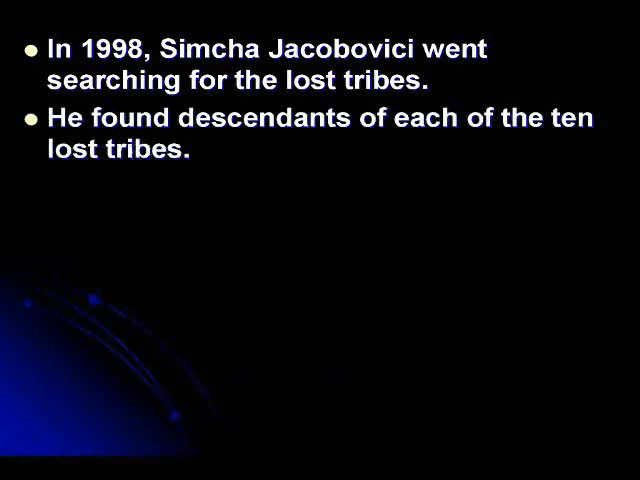 In 1998, Simcha Jacobovici went
searching for the lost tribes.
He found descendants of each of the ten
lost tribes.